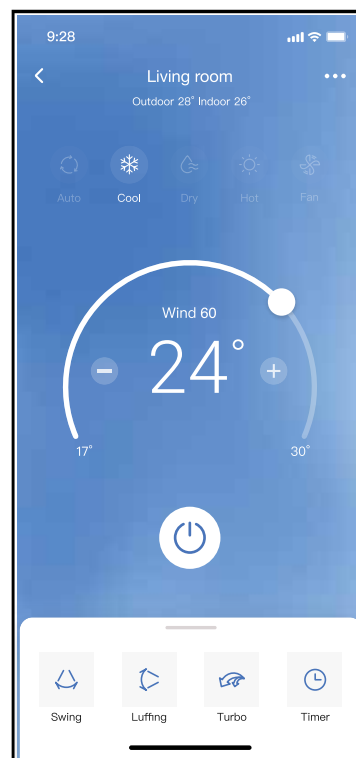 9:28
Living room
Outdoor 28° Indoor 26°
Auto Cool Dry Hot Fan
Wind 60
24°
17° 30°
Swing Luffing Turbo Timer